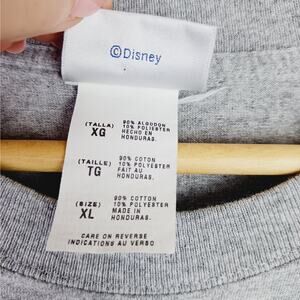 ©Disney
(TALLA) 90% ALGODON
XG 10% POLIESTER
HECHO EN
HONDURAS.
(TAILLE) 90% COTON
TG 10% POLYESTER
FAIT AU
HONDURAS.
(SIZE) 90% COTTON
XL 10% POLYESTER
MADE IN
HONDURAS.
CARE ON REVERSE
INDICATIONS AU VERSO